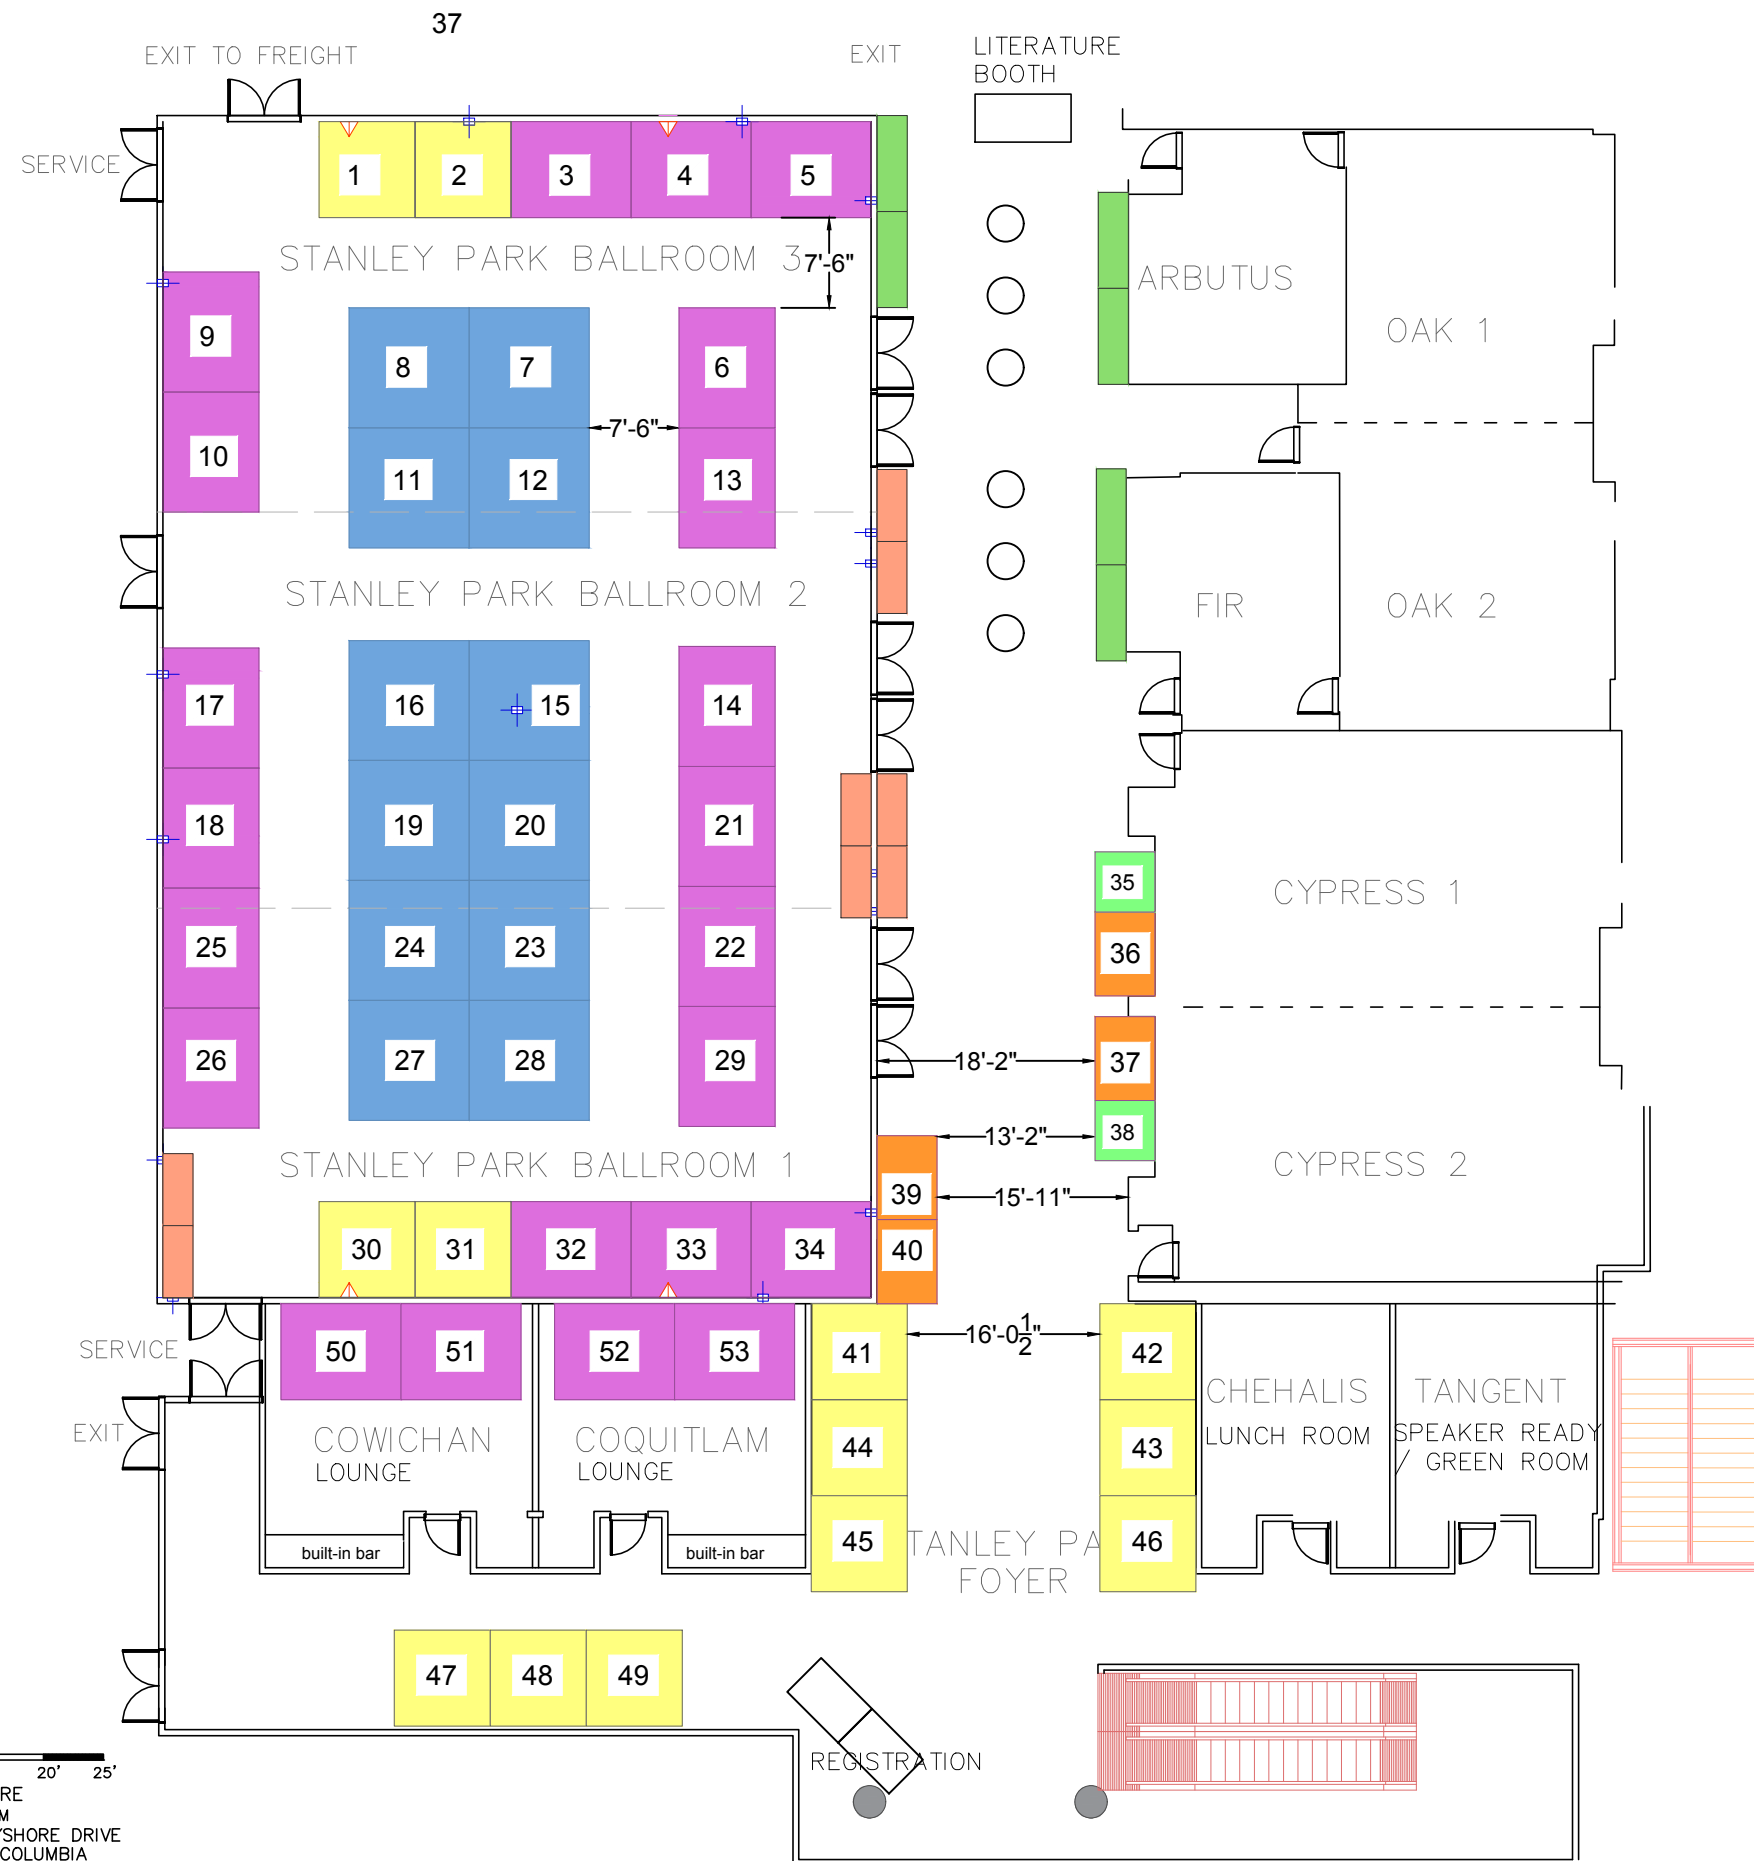 37
EXIT TO FREIGHT
EXIT
LITERATURE
BOOTH
SERVICE
1
2
3
4
5
STANLEY PARK BALLROOM 3
7'-6"
ARBUTUS
OAK 1
9
8
7
6
7'-6"
10
11
12
13
STANLEY PARK BALLROOM 2
FIR
OAK 2
17
16
15
14
18
19
20
21
35
CYPRESS 1
25
24
23
22
36
26
27
28
29
18'-2"
37
13'-2"
38
STANLEY PARK BALLROOM 1
CYPRESS 2
39
15'-11"
30
31
32
33
34
40
SERVICE
50
51
52
53
41
16'-0 1/2"
42
CHEHALIS
LUNCH ROOM
TANGENT
SPEAKER READY
/ GREEN ROOM
EXIT
COWICHAN
LOUNGE
COQUITLAM
LOUNGE
44
43
built-in bar
built-in bar
45
TANLEY PA
FOYER
46
47
48
49
REGISTRATION
20' 25'
RE
M
YSHORE DRIVE
COLUMBIA